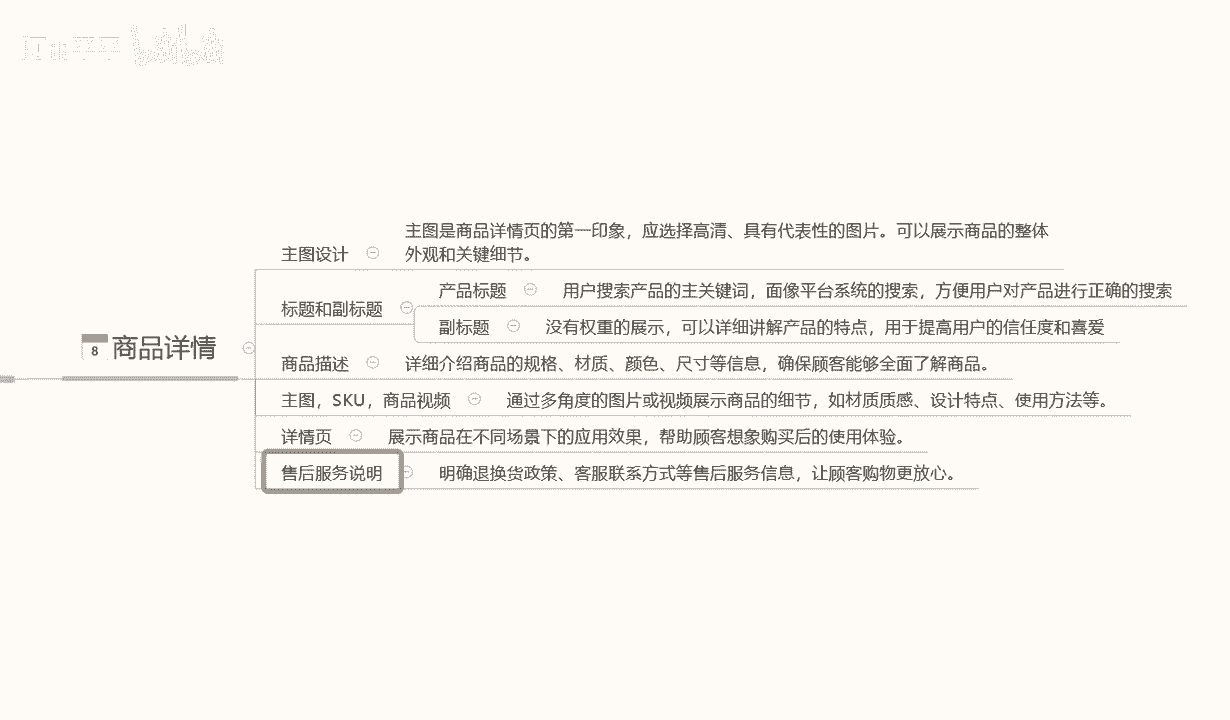 主图是商品详情页的第一印象，应选择高清、具有代表性的图片。可以展示商品的整体
主图设计 外观和关键细节。
产品标题 用户搜索产品的主关键词，面像平台系统的搜索，方便用户对产品进行正确的搜索
标题和副标题
副标题 没有权重的展示，可以详细讲解产品的特点，用于提高用户的信任度和喜爱
8 商品详情
商品描述 详细介绍商品的规格、材质、颜色、尺寸等信息，确保顾客能够全面了解商品。
主图，SKU，商品视频 通过多角度的图片或视频展示商品的细节，如材质质感、设计特点、使用方法等。
详情页 展示商品在不同场景下的应用效果，帮助顾客想象购买后的使用体验。
售后服务说明 明确退换货政策、客服联系方式等售后服务信息，让顾客购物更放心。